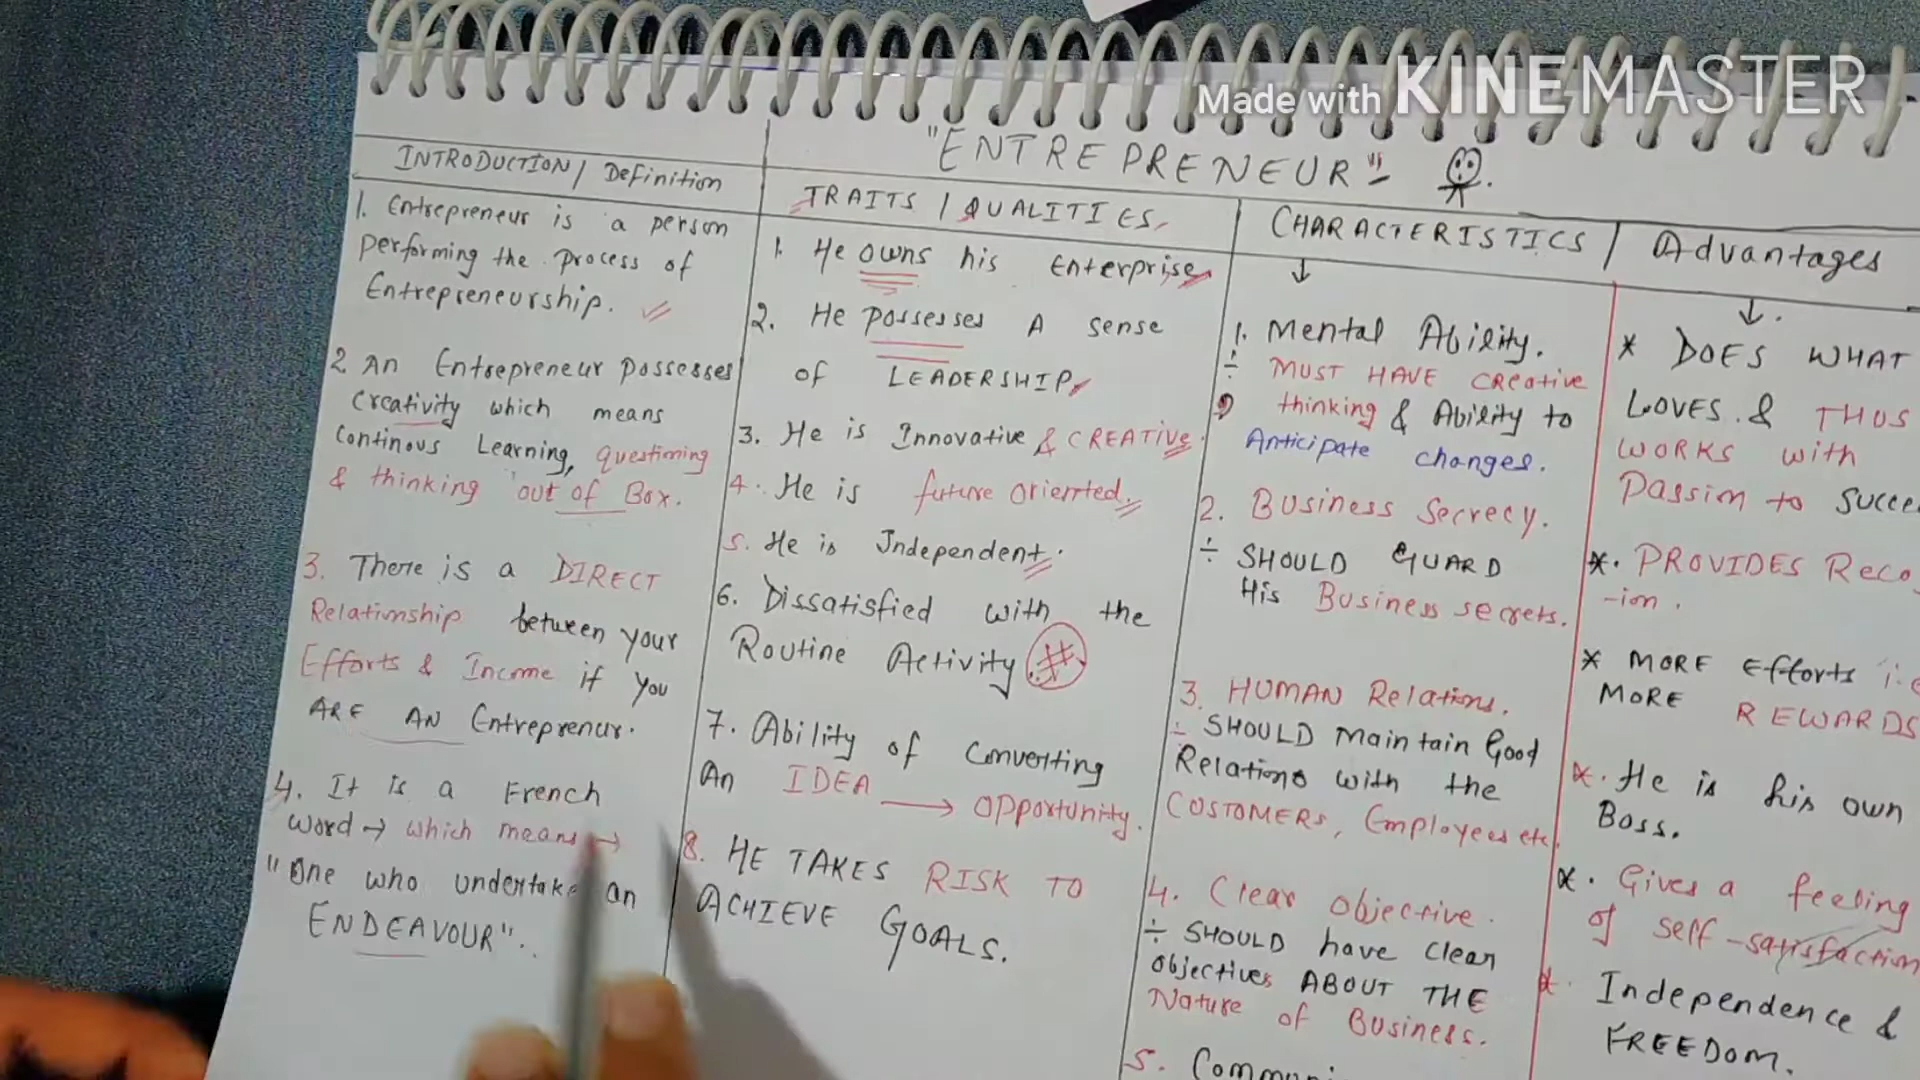 Made with KINEMASTER
"ENTREPRENEUR"
INTRODUCTION / Definition
1. Entrepreneur is a person
performing the process of
Entrepreneurship.
2 An Entrepreneur possesses
Creativity which means
continous Learning, questioning
& thinking out of Box.
3. There is a DIRECT
Relationship between your
Efforts & Income if you
ARE AN Entreprenur.
4. It is a French
word → which means →
"One who undertake an
ENDEAVOUR".
TRAITS / QUALITIES
1. He owns his Enterprise
2. He possesses A sense
of LEADERSHIP
3. He is Innovative & CREATIVE.
4. He is future oriented.
5. He is Independent.
6. Dissatisfied with the
Routine Activity #
7. Ability of converting
An IDEA → opportunity.
8. HE TAKES RISK TO
ACHIEVE GOALS.
CHARACTERISTICS /
↓
1. Mental Ability.
÷ MUST HAVE Creative
thinking & Ability to
Anticipate changes.
2. Business Secrecy.
÷ SHOULD GUARD
His Business secrets.
3. HUMAN Relations.
÷ SHOULD maintain Good
Relations with the
CUSTOMERS, Employees etc.
4. Clear objective.
÷ SHOULD have clear
objectives ABOUT THE
Nature of Business.
5. Communi
Advantages
↓
* DOES WHAT
LOVES & THUS
WORKS with
Passion to succe
* PROVIDES Reco
-ion.
* MORE Efforts i.e
MORE REWARDS
* He is his own
Boss.
* Gives a feeling
of self-satisfaction
* Independence &
FREEDOM.